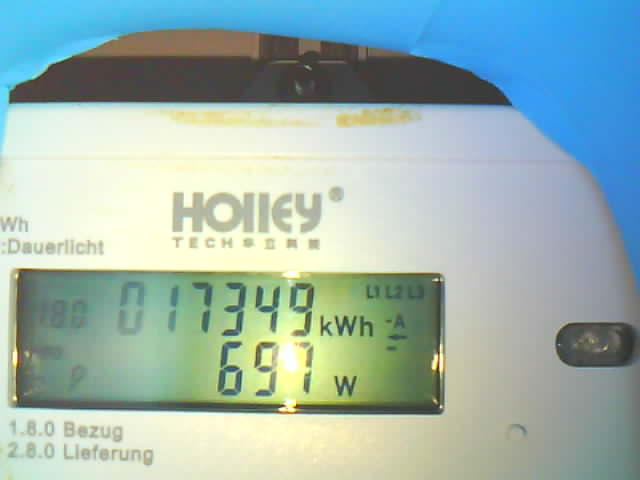 Wh
:Dauerlicht
HOLLEY®
TECH
1.8.0 017349 kWh L1 L2 L3 -A
P 697 W
1.8.0 Bezug
2.8.0 Lieferung